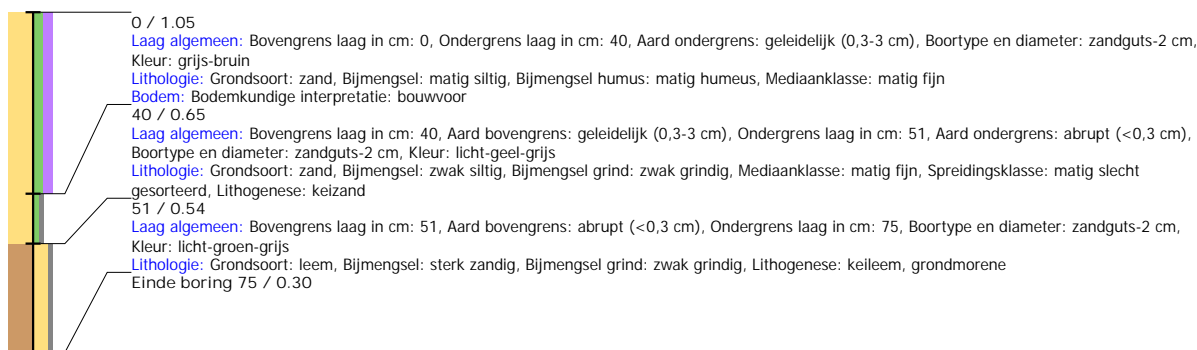 0 / 1.05
Laag algemeen: Bovengrens laag in cm: 0, Ondergrens laag in cm: 40, Aard ondergrens: geleidelijk (0,3-3 cm), Boortype en diameter: zandguts-2 cm,
Kleur: grijs-bruin
Lithologie: Grondsoort: zand, Bijmengsel: matig siltig, Bijmengsel humus: matig humeus, Mediaanklasse: matig fijn
Bodem: Bodemkundige interpretatie: bouwvoor
40 / 0.65
Laag algemeen: Bovengrens laag in cm: 40, Aard bovengrens: geleidelijk (0,3-3 cm), Ondergrens laag in cm: 51, Aard ondergrens: abrupt (<0,3 cm),
Boortype en diameter: zandguts-2 cm, Kleur: licht-geel-grijs
Lithologie: Grondsoort: zand, Bijmengsel: zwak siltig, Bijmengsel grind: zwak grindig, Mediaanklasse: matig fijn, Spreidingsklasse: matig slecht
gesorteerd, Lithogenese: keizand
51 / 0.54
Laag algemeen: Bovengrens laag in cm: 51, Aard bovengrens: abrupt (<0,3 cm), Ondergrens laag in cm: 75, Boortype en diameter: zandguts-2 cm,
Kleur: licht-groen-grijs
Lithologie: Grondsoort: leem, Bijmengsel: sterk zandig, Bijmengsel grind: zwak grindig, Lithogenese: keileem, grondmorene
Einde boring 75 / 0.30